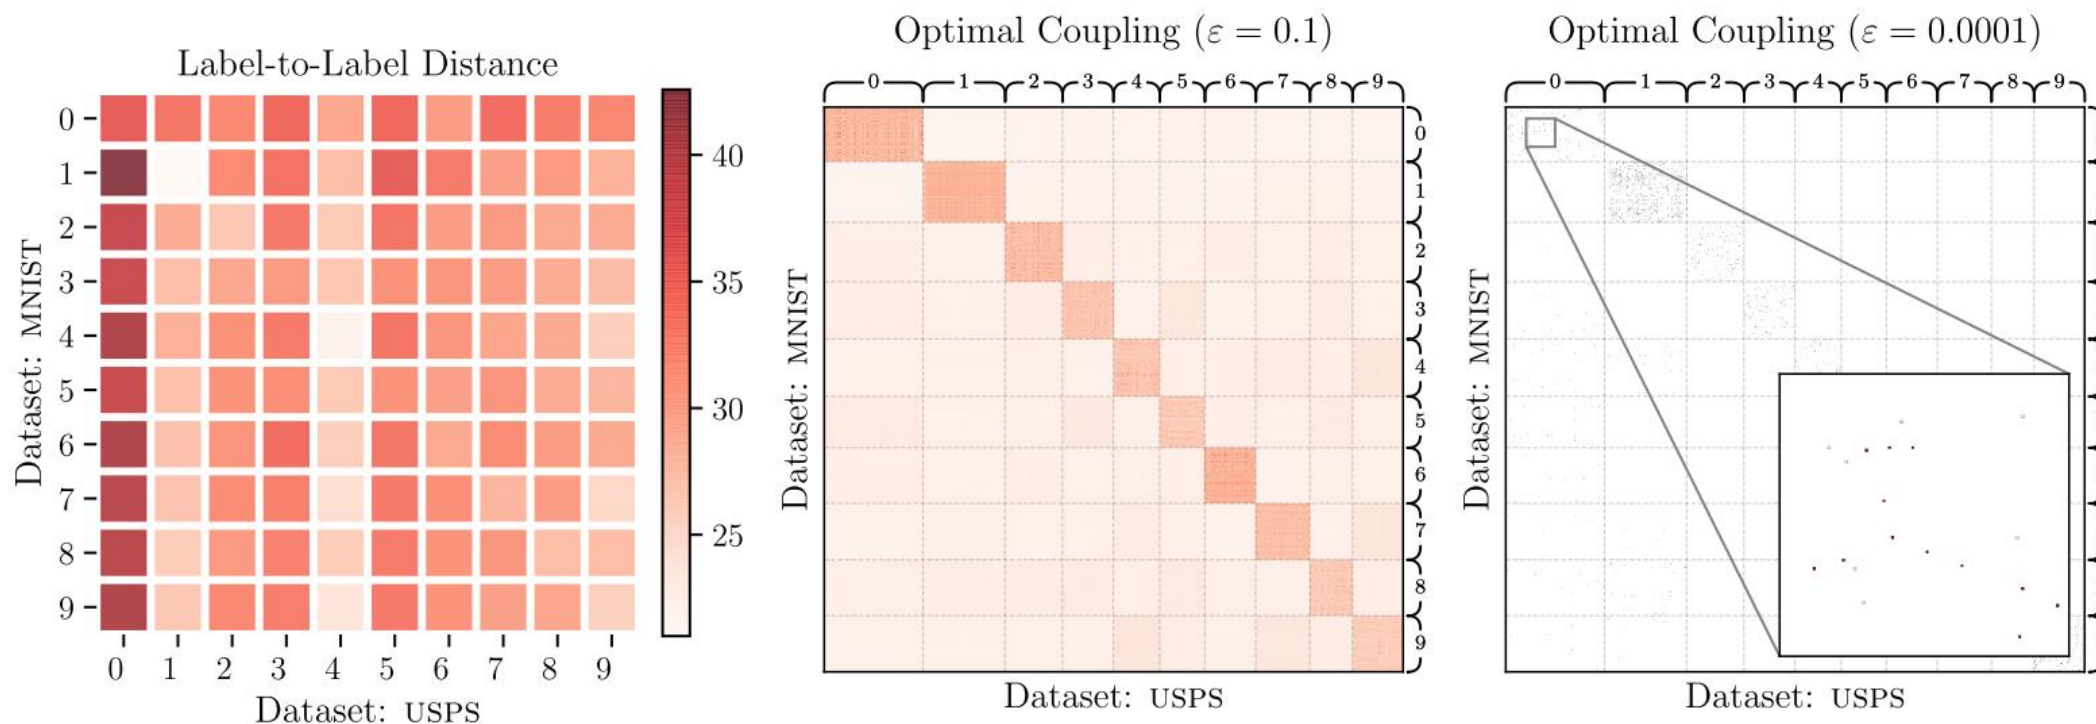 Label-to-Label Distance
Dataset: MNIST
0
1
2
3
4
5
6
7
8
9
0 1 2 3 4 5 6 7 8 9
Dataset: USPS
40
35
30
25
Optimal Coupling (ε = 0.1)
0 1 2 3 4 5 6 7 8 9
Dataset: MNIST
0
1
2
3
4
5
6
7
8
9
Dataset: USPS
Optimal Coupling (ε = 0.0001)
0 1 2 3 4 5 6 7 8 9
Dataset: MNIST
Dataset: USPS